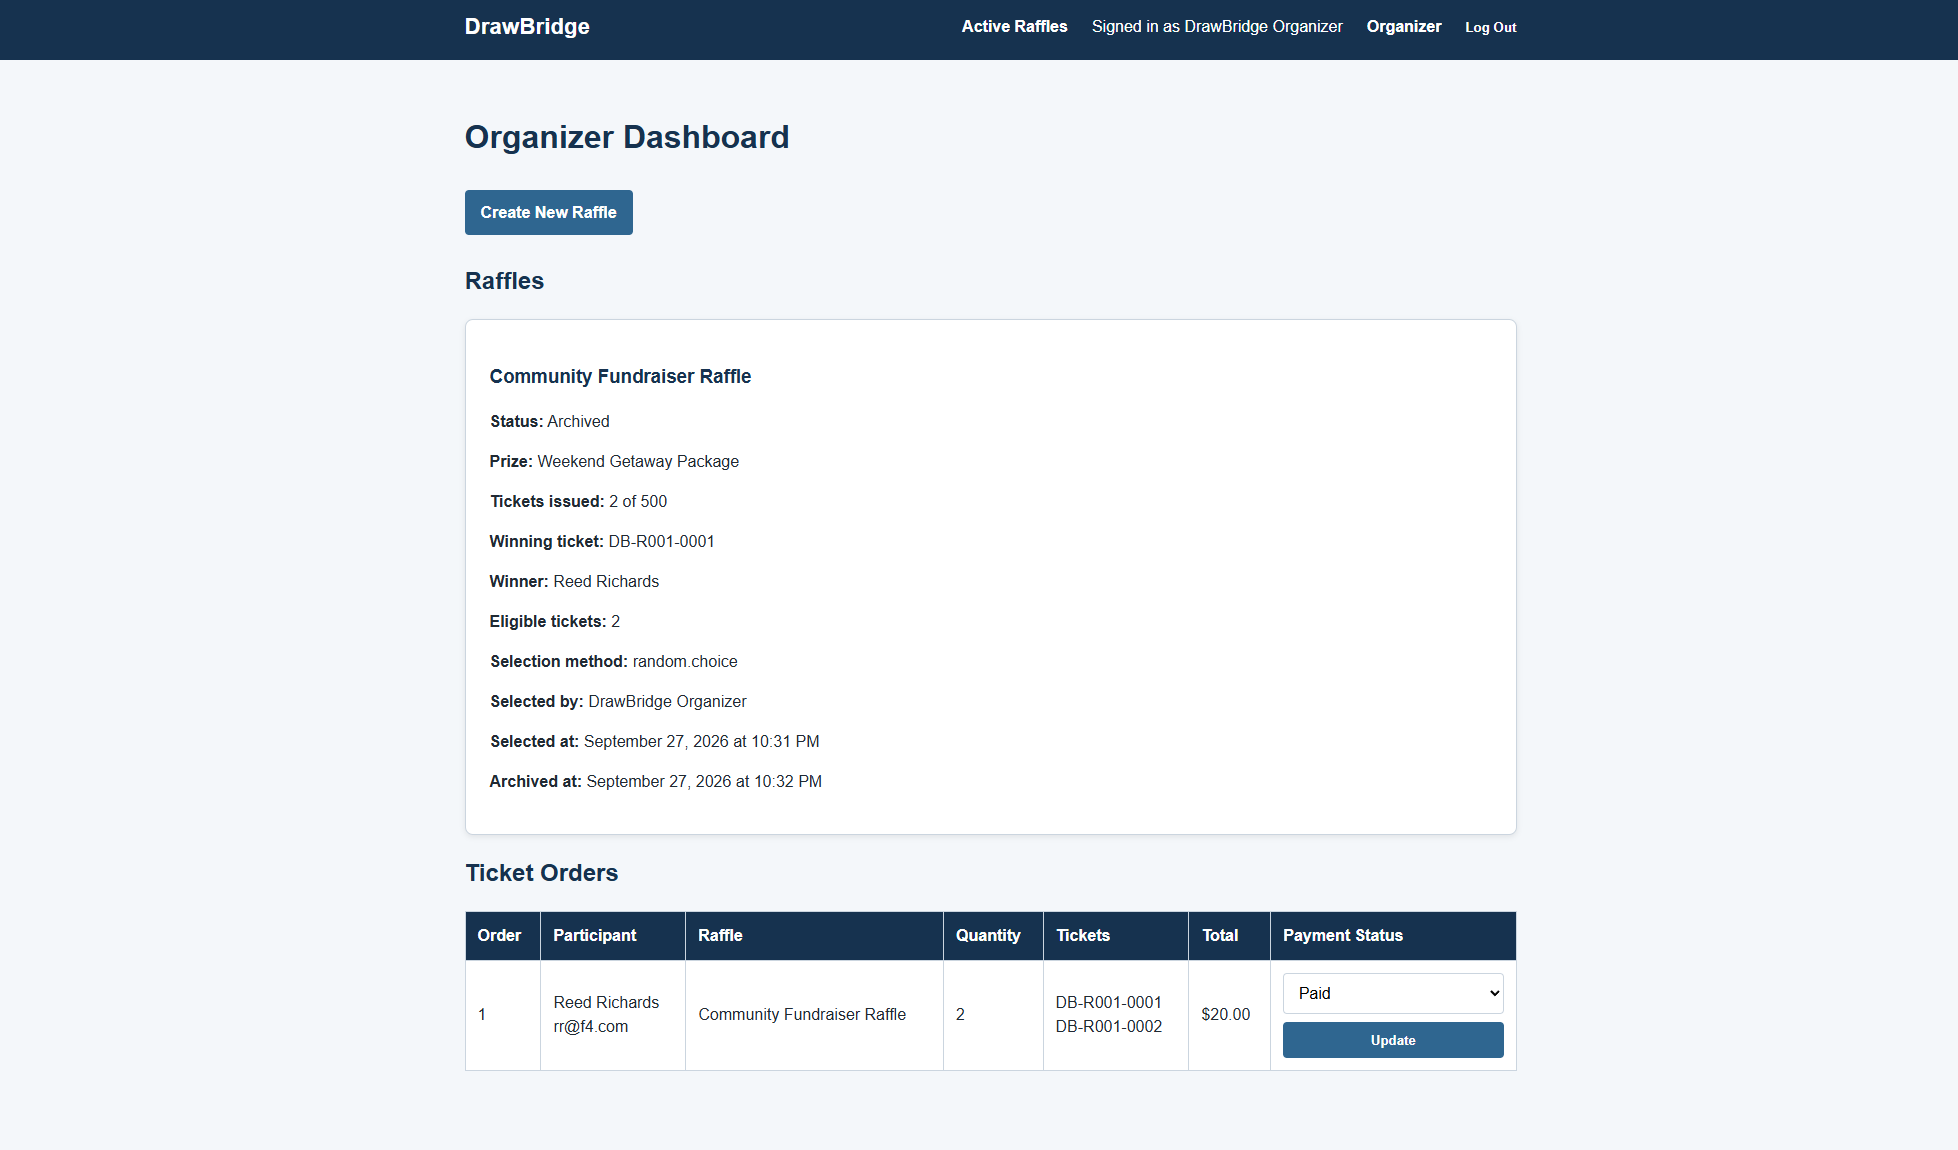 DrawBridge
Active Raffles Signed in as DrawBridge Organizer Organizer Log Out
Organizer Dashboard
Create New Raffle
Raffles
Community Fundraiser Raffle
Status: Archived
Prize: Weekend Getaway Package
Tickets issued: 2 of 500
Winning ticket: DB-R001-0001
Winner: Reed Richards
Eligible tickets: 2
Selection method: random.choice
Selected by: DrawBridge Organizer
Selected at: September 27, 2026 at 10:31 PM
Archived at: September 27, 2026 at 10:32 PM
Ticket Orders
Order Participant Raffle Quantity Tickets Total Payment Status
1
Reed Richards
rr@f4.com
Community Fundraiser Raffle
2
DB-R001-0001
DB-R001-0002
$20.00
Paid
Update